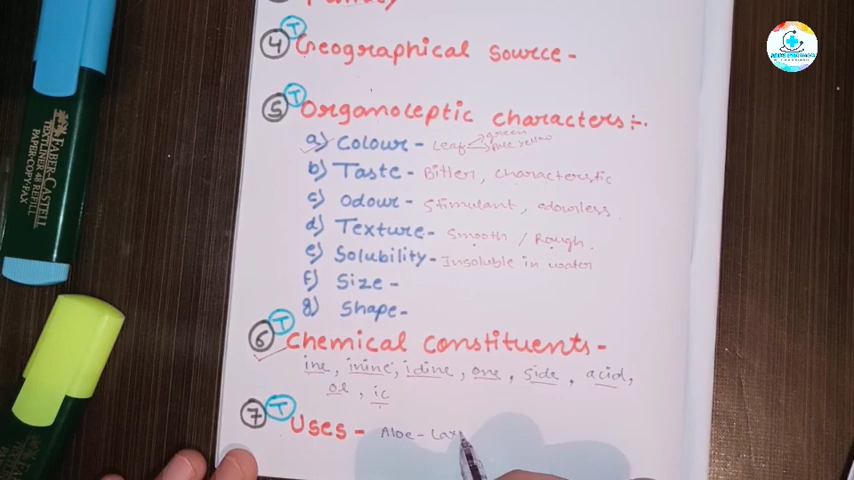 4 T Geographical source -
5 T Organoleptic characters :-
a) Colour - Leaf green
pale yellow
b) Taste - Bitter, characteristic
c) Odour - Stimulant, odourless.
d) Texture - Smooth / Rough.
e) Solubility - Insoluble in water
f) Size -
g) Shape -
6 T Chemical constituents -
ine, inine, idine, one, side, acid,
ol, ic
7 T Uses - Aloe - Lax
FABER-CASTELL
TEXTLINER 48 REFILL
PAPER·COPY·FAX